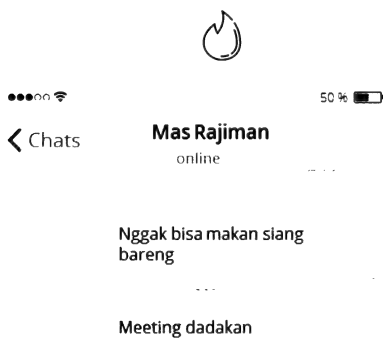 50 %
Chats
Mas Rajiman
online
Nggak bisa makan siang
bareng
Meeting dadakan